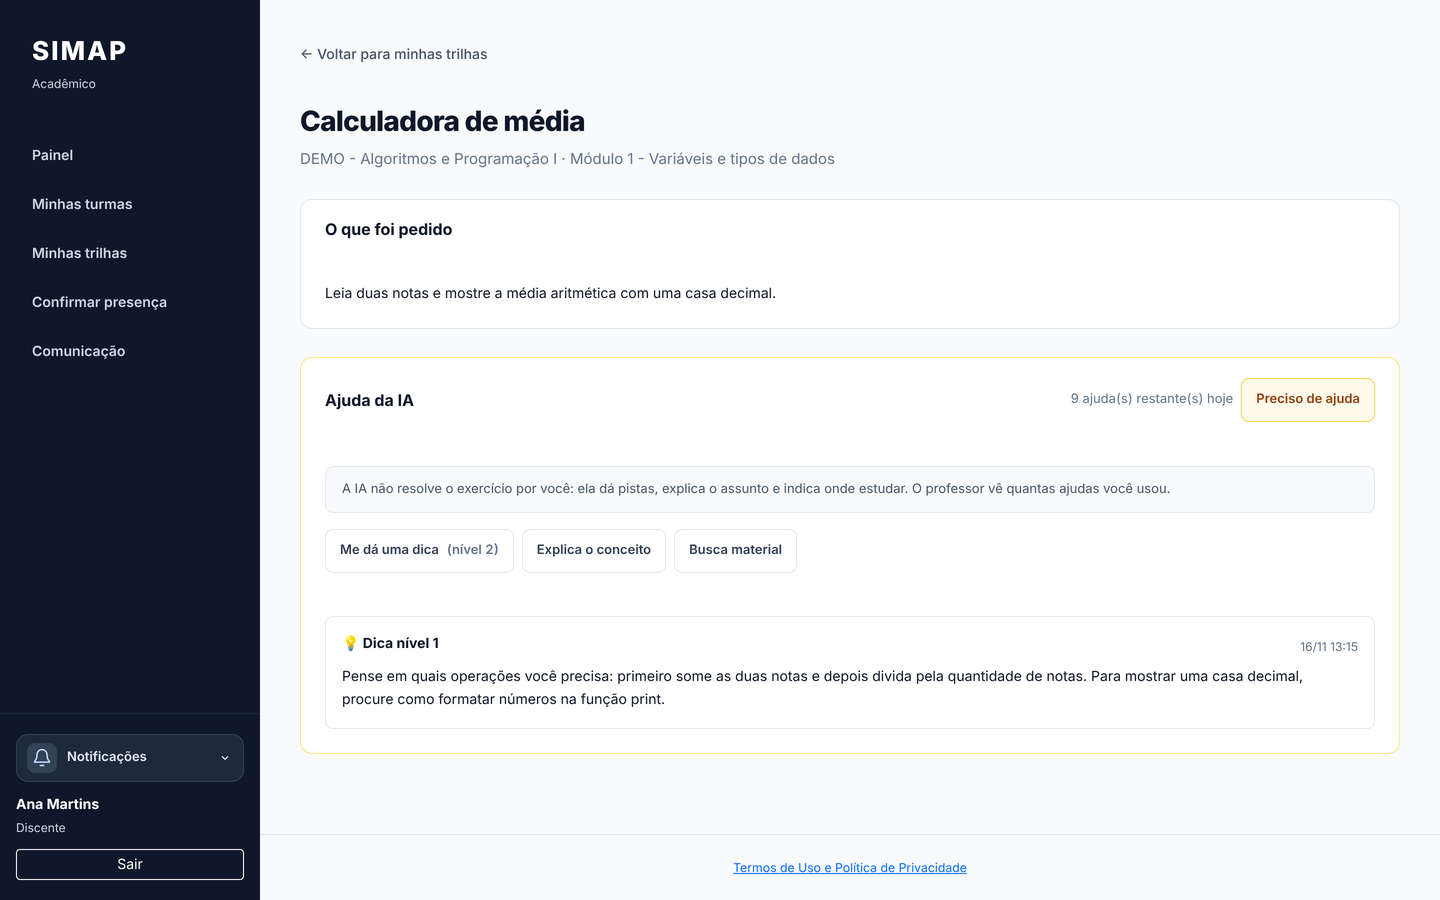 SIMAP
Acadêmico
Painel
Minhas turmas
Minhas trilhas
Confirmar presença
Comunicação
Notificações
Ana Martins
Discente
Sair
← Voltar para minhas trilhas
Calculadora de média
DEMO - Algoritmos e Programação I · Módulo 1 - Variáveis e tipos de dados
O que foi pedido
Leia duas notas e mostre a média aritmética com uma casa decimal.
Ajuda da IA
9 ajuda(s) restante(s) hoje
Preciso de ajuda
A IA não resolve o exercício por você: ela dá pistas, explica o assunto e indica onde estudar. O professor vê quantas ajudas você usou.
Me dá uma dica (nível 2)
Explica o conceito
Busca material
💡 Dica nível 1
16/11 13:15
Pense em quais operações você precisa: primeiro some as duas notas e depois divida pela quantidade de notas. Para mostrar uma casa decimal,
procure como formatar números na função print.
Termos de Uso e Política de Privacidade